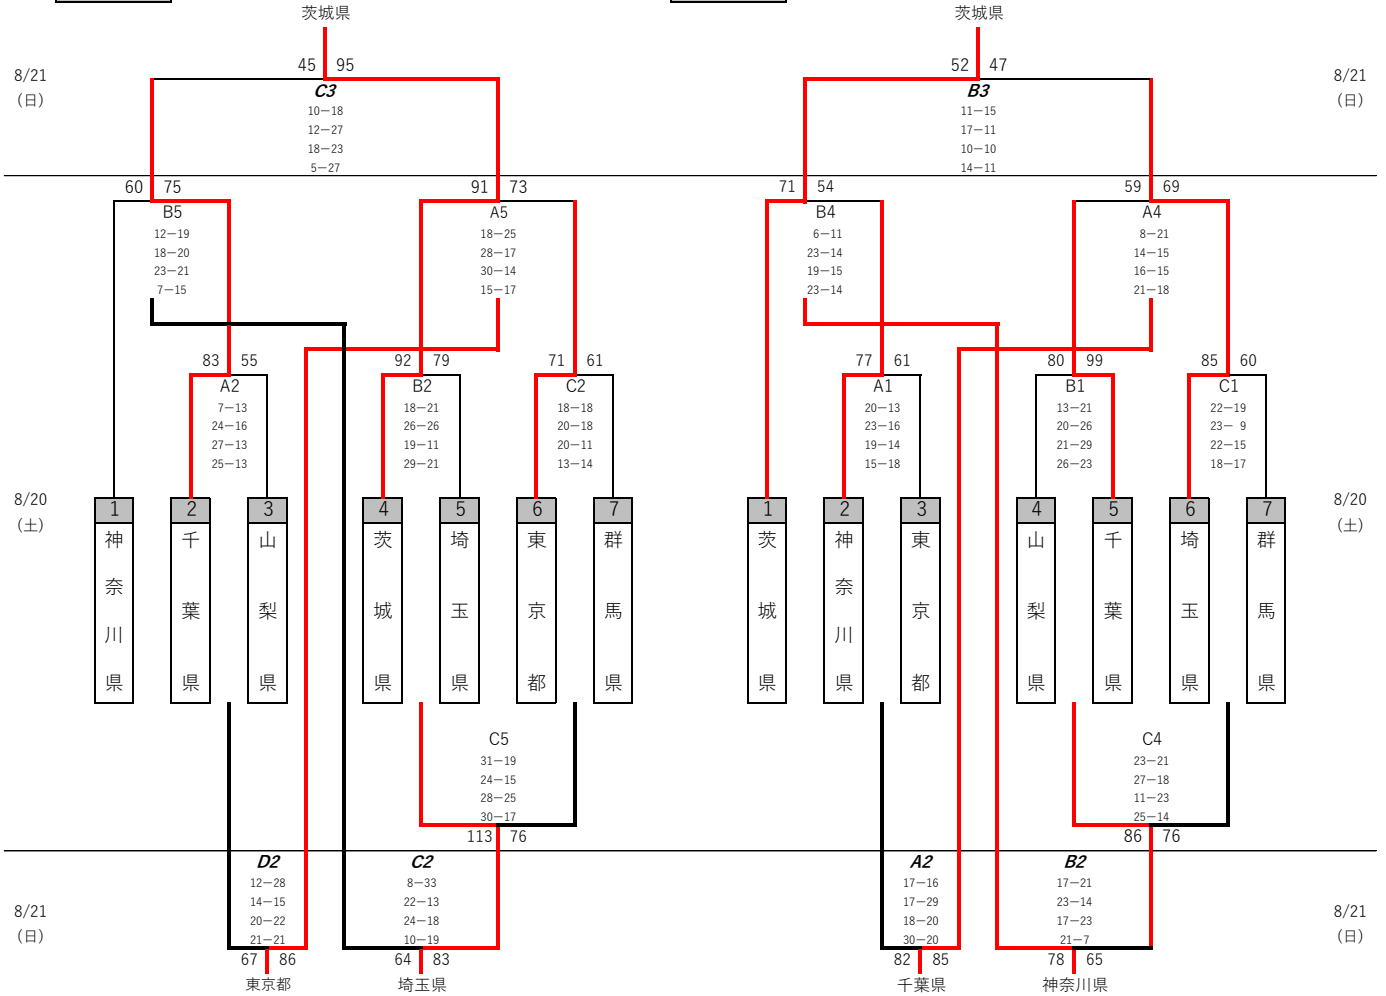 茨城県 茨城県
45 95 52 47
8/21 8/21
（日） （日）
C3 B3
10－18 11－15
12－27 17－11
18－23 10－10
5－27 14－11
60 75 91 73 71 54 59 69
B5 A5 B4 A4
12－19 18－25 6－11 8－21
18－20 28－17 23－14 14－15
23－21 30－14 19－15 16－15
7－15 15－17 23－14 21－18
83 55 92 79 71 61 77 61 80 99 85 60
A2 B2 C2 A1 B1 C1
7－13 18－21 18－18 20－13 13－21 22－19
24－16 26－26 20－18 23－16 20－26 23－ 9
27－13 19－11 20－11 19－14 21－29 22－15
25－13 29－21 13－14 15－18 26－23 18－17
8/20 8/20
（土） （土）
1 2 3 4 5 6 7 1 2 3 4 5 6 7
神奈川県
千葉県
山梨県
茨城県
埼玉県
東京都
群馬県
茨城県
神奈川県
東京都
山梨県
千葉県
埼玉県
群馬県
C5 C4
31－19 23－21
24－15 27－18
28－25 11－23
30－17 25－14
113 76 86 76
D2 C2 A2 B2
12－28 8－33 17－16 17－21
14－15 22－13 17－29 23－14
20－22 24－18 18－20 17－23
21－21 10－19 30－20 21－7
8/21 8/21
（日） （日）
67 86 64 83 82 85 78 65
東京都 埼玉県 千葉県 神奈川県